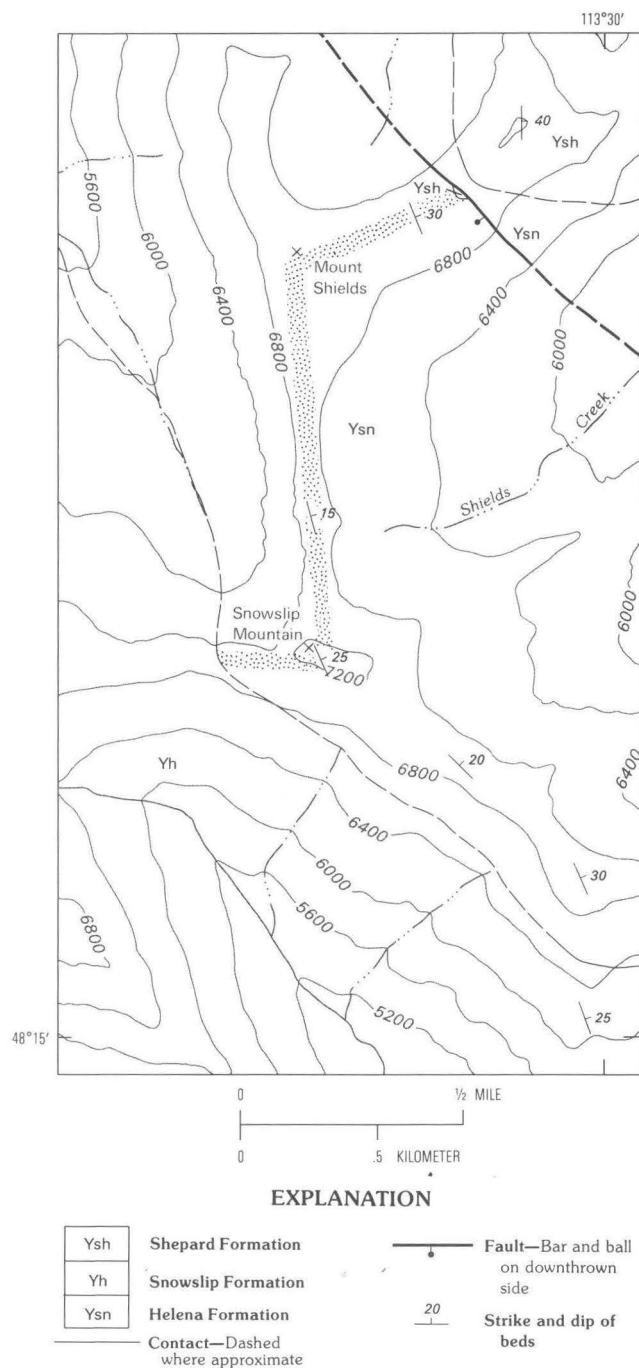 113°30'
40
Ysh
5600
Ysh
30
Ysn
6000
6800
Mount
Shields
6400
6400
6000
6800
Ysn
Creek
Shields
15
6000
Snowslip
Mountain
25
7200
20
6800
6400
Yh
6400
6000
30
5600
6800
25
5200
48°15'
0 ½ MILE
0 .5 KILOMETER
EXPLANATION
Ysh Shepard Formation
Yh Snowslip Formation
Ysn Helena Formation
Contact—Dashed
where approximate
Fault—Bar and ball
on downthrown
side
20
Strike and dip of
beds